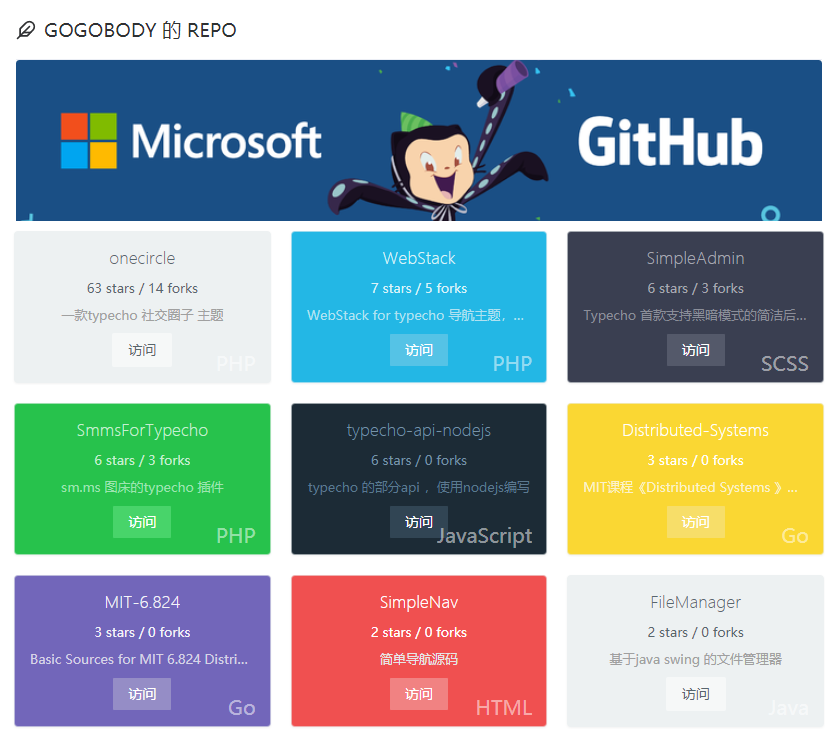 GOGOBODY 的 REPO
Microsoft
GitHub
onecircle
63 stars / 14 forks
一款typecho 社交圈子 主题
访问
PHP
WebStack
7 stars / 5 forks
WebStack for typecho 导航主题，...
访问
PHP
SimpleAdmin
6 stars / 3 forks
Typecho 首款支持黑暗模式的简洁后...
访问
SCSS
SmmsForTypecho
6 stars / 3 forks
sm.ms 图床的typecho 插件
访问
PHP
typecho-api-nodejs
6 stars / 0 forks
typecho 的部分api ，使用nodejs编写
访问
JavaScript
Distributed-Systems
3 stars / 0 forks
MIT课程《Distributed Systems 》...
访问
Go
MIT-6.824
3 stars / 0 forks
Basic Sources for MIT 6.824 Distri...
访问
Go
SimpleNav
2 stars / 0 forks
简单导航源码
访问
HTML
FileManager
2 stars / 0 forks
基于java swing 的文件管理器
访问
Java